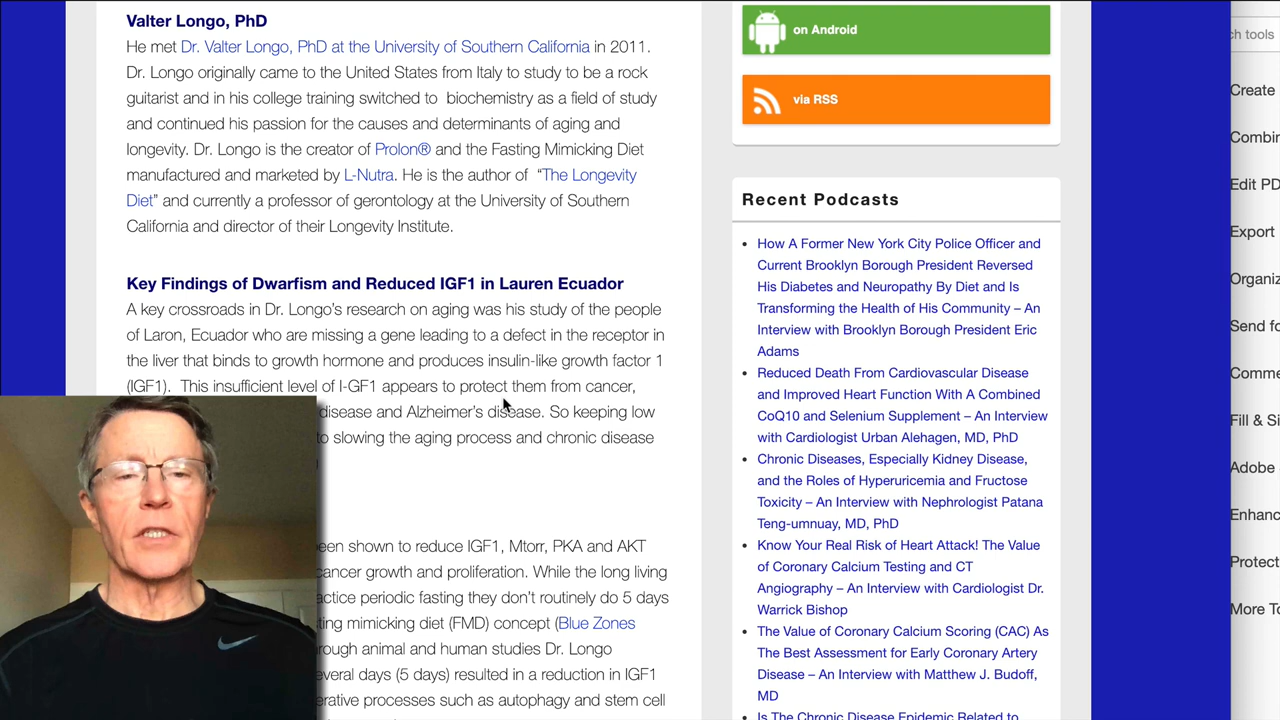 Valter Longo, PhD
He met Dr. Valter Longo, PhD at the University of Southern California in 2011.
Dr. Longo originally came to the United States from Italy to study to be a rock
guitarist and in his college training switched to biochemistry as a field of study
and continued his passion for the causes and determinants of aging and
longevity. Dr. Longo is the creator of Prolon® and the Fasting Mimicking Diet
manufactured and marketed by L-Nutra. He is the author of “The Longevity
Diet” and currently a professor of gerontology at the University of Southern
California and director of their Longevity Institute.
Key Findings of Dwarfism and Reduced IGF1 in Lauren Ecuador
A key crossroads in Dr. Longo’s research on aging was his study of the people
of Laron, Ecuador who are missing a gene leading to a defect in the receptor in
the liver that binds to growth hormone and produces insulin-like growth factor 1
(IGF1). This insufficient level of I-GF1 appears to protect them from cancer,
disease and Alzheimer’s disease. So keeping low
to slowing the aging process and chronic disease
een shown to reduce IGF1, Mtorr, PKA and AKT
cancer growth and proliferation. While the long living
actice periodic fasting they don’t routinely do 5 days
ting mimicking diet (FMD) concept (Blue Zones
rough animal and human studies Dr. Longo
everal days (5 days) resulted in a reduction in IGF1
erative processes such as autophagy and stem cell
on Android
via RSS
Recent Podcasts
• How A Former New York City Police Officer and
Current Brooklyn Borough President Reversed
His Diabetes and Neuropathy By Diet and Is
Transforming the Health of His Community – An
Interview with Brooklyn Borough President Eric
Adams
• Reduced Death From Cardiovascular Disease
and Improved Heart Function With A Combined
CoQ10 and Selenium Supplement – An Interview
with Cardiologist Urban Alehagen, MD, PhD
• Chronic Diseases, Especially Kidney Disease,
and the Roles of Hyperuricemia and Fructose
Toxicity – An Interview with Nephrologist Patana
Teng-umnuay, MD, PhD
• Know Your Real Risk of Heart Attack! The Value
of Coronary Calcium Testing and CT
Angiography – An Interview with Cardiologist Dr.
Warrick Bishop
• The Value of Coronary Calcium Scoring (CAC) As
The Best Assessment for Early Coronary Artery
Disease – An Interview with Matthew J. Budoff,
MD
• Is The Chronic Disease Epidemic Related to
ch tools
Create
Combin
Edit PD
Export
Organiz
Send fo
Comme
Fill & Si
Adobe
Enhanc
Protect
More To